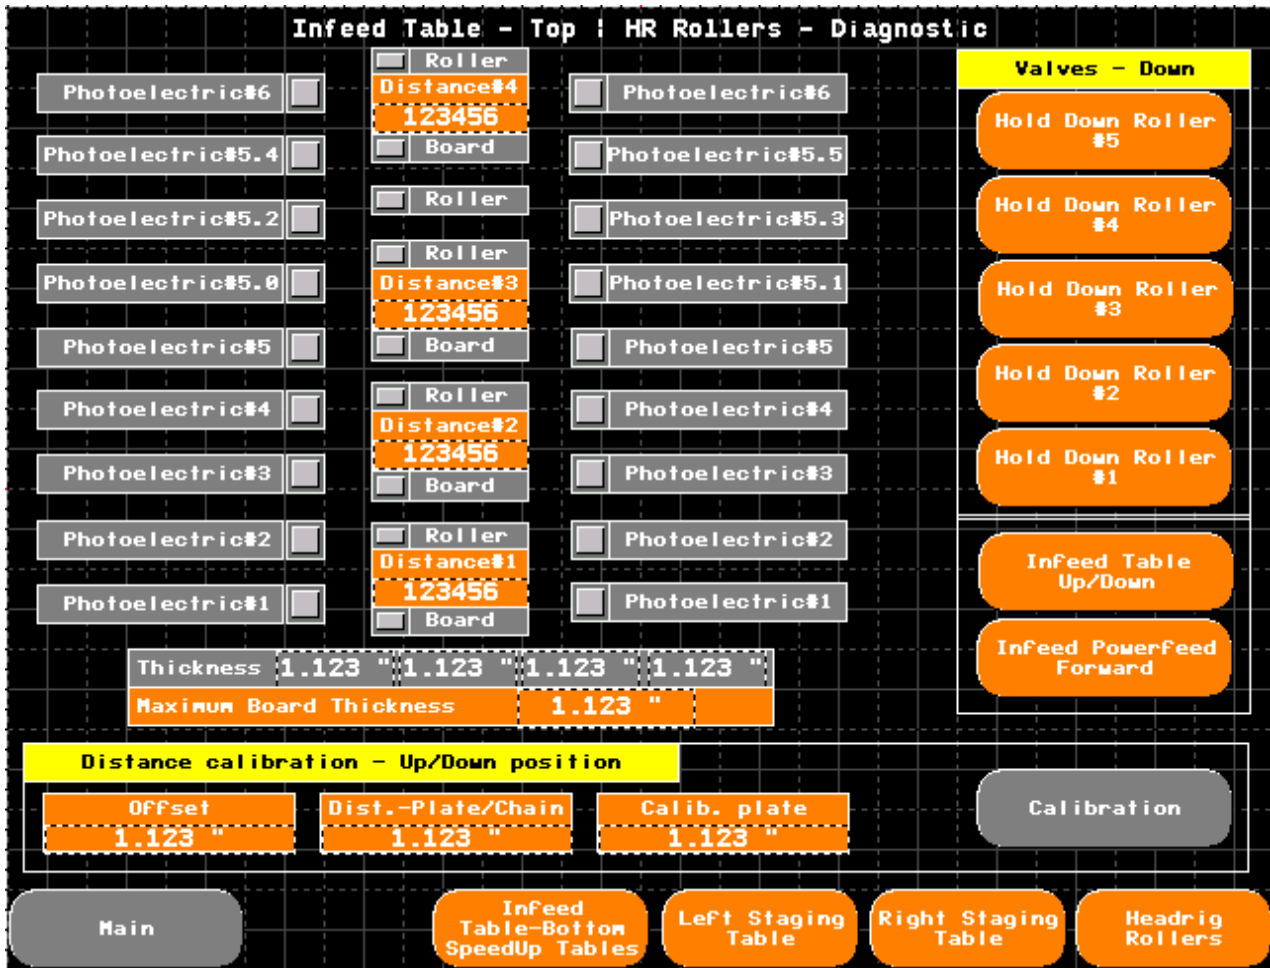 Infeed Table - Top | HR Rollers - Diagnostic
Photoelectric#6
Photoelectric#5.4
Photoelectric#5.2
Photoelectric#5.0
Photoelectric#5
Photoelectric#4
Photoelectric#3
Photoelectric#2
Photoelectric#1
Roller
Distance#4
123456
Board
Roller
Roller
Distance#3
123456
Board
Roller
Distance#2
123456
Board
Roller
Distance#1
123456
Board
Photoelectric#6
Photoelectric#5.5
Photoelectric#5.3
Photoelectric#5.1
Photoelectric#5
Photoelectric#4
Photoelectric#3
Photoelectric#2
Photoelectric#1
Valves - Down
Hold Down Roller
#5
Hold Down Roller
#4
Hold Down Roller
#3
Hold Down Roller
#2
Hold Down Roller
#1
Infeed Table
Up/Down
Infeed Powerfeed
Forward
Thickness 1.123 " 1.123 " 1.123 " 1.123 "
Maximum Board Thickness 1.123 "
Distance calibration - Up/Down position
Offset
1.123 "
Dist.-Plate/Chain
1.123 "
Calib. plate
1.123 "
Calibration
Main
Infeed
Table-Bottom
SpeedUp Tables
Left Staging
Table
Right Staging
Table
Headrig
Rollers